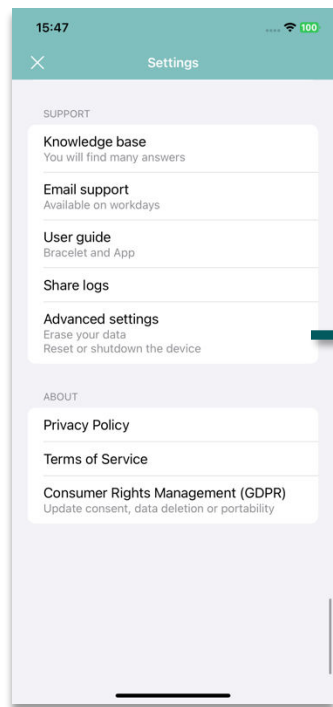 15:47
100
Settings
SUPPORT
Knowledge base
You will find many answers
Email support
Available on workdays
User guide
Bracelet and App
Share logs
Advanced settings
Erase your data
Reset or shutdown the device
ABOUT
Privacy Policy
Terms of Service
Consumer Rights Management (GDPR)
Update consent, data deletion or portability